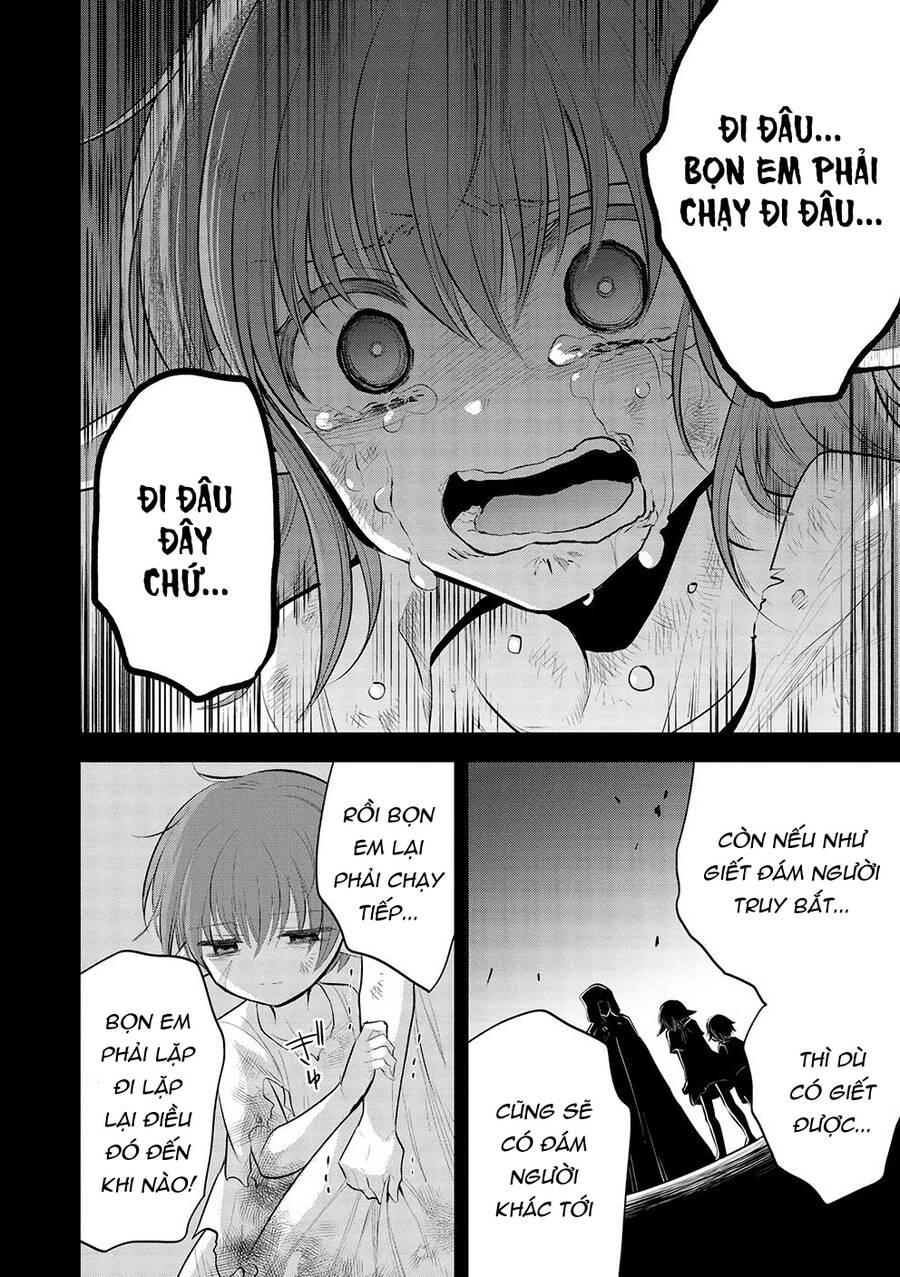 ĐI ĐÂU...
BỌN EM PHẢI
CHẠY ĐI ĐÂU...
ĐI ĐÂU
ĐÂY
CHỨ...
CÒN NẾU NHƯ
GIẾT ĐÁM NGƯỜI
TRUY BẮT...
THÌ DÙ
CÓ GIẾT
ĐƯỢC...
CŨNG SẼ
CÓ ĐÁM
NGƯỜI
KHÁC TỚI
RỒI BỌN
EM LẠI
PHẢI CHẠY
TIẾP...
BỌN EM
PHẢI LẶP
ĐI LẶP
LẠI ĐIỀU
ĐÓ ĐẾN
KHI NÀO!